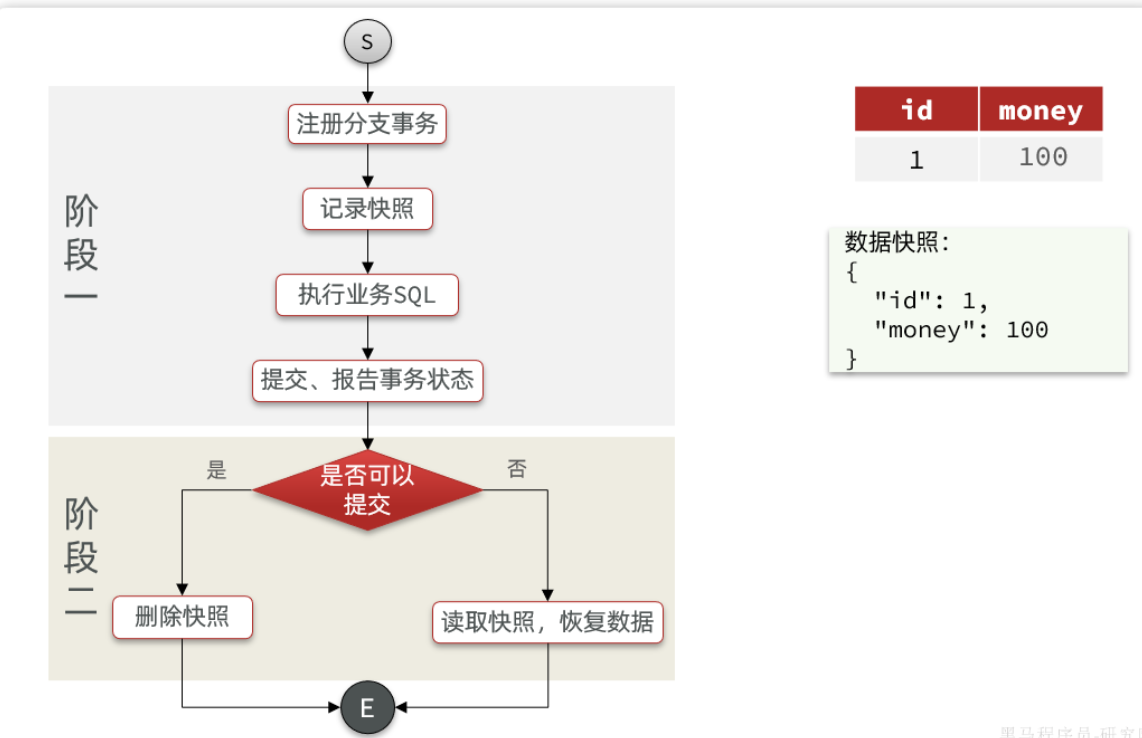 S
阶段一
注册分支事务
记录快照
执行业务SQL
提交、报告事务状态
阶段二
是否可以
提交
是
否
删除快照
读取快照，恢复数据
E
id money
1 100
数据快照：
{
"id": 1,
"money": 100
}
黑马程序员-研究